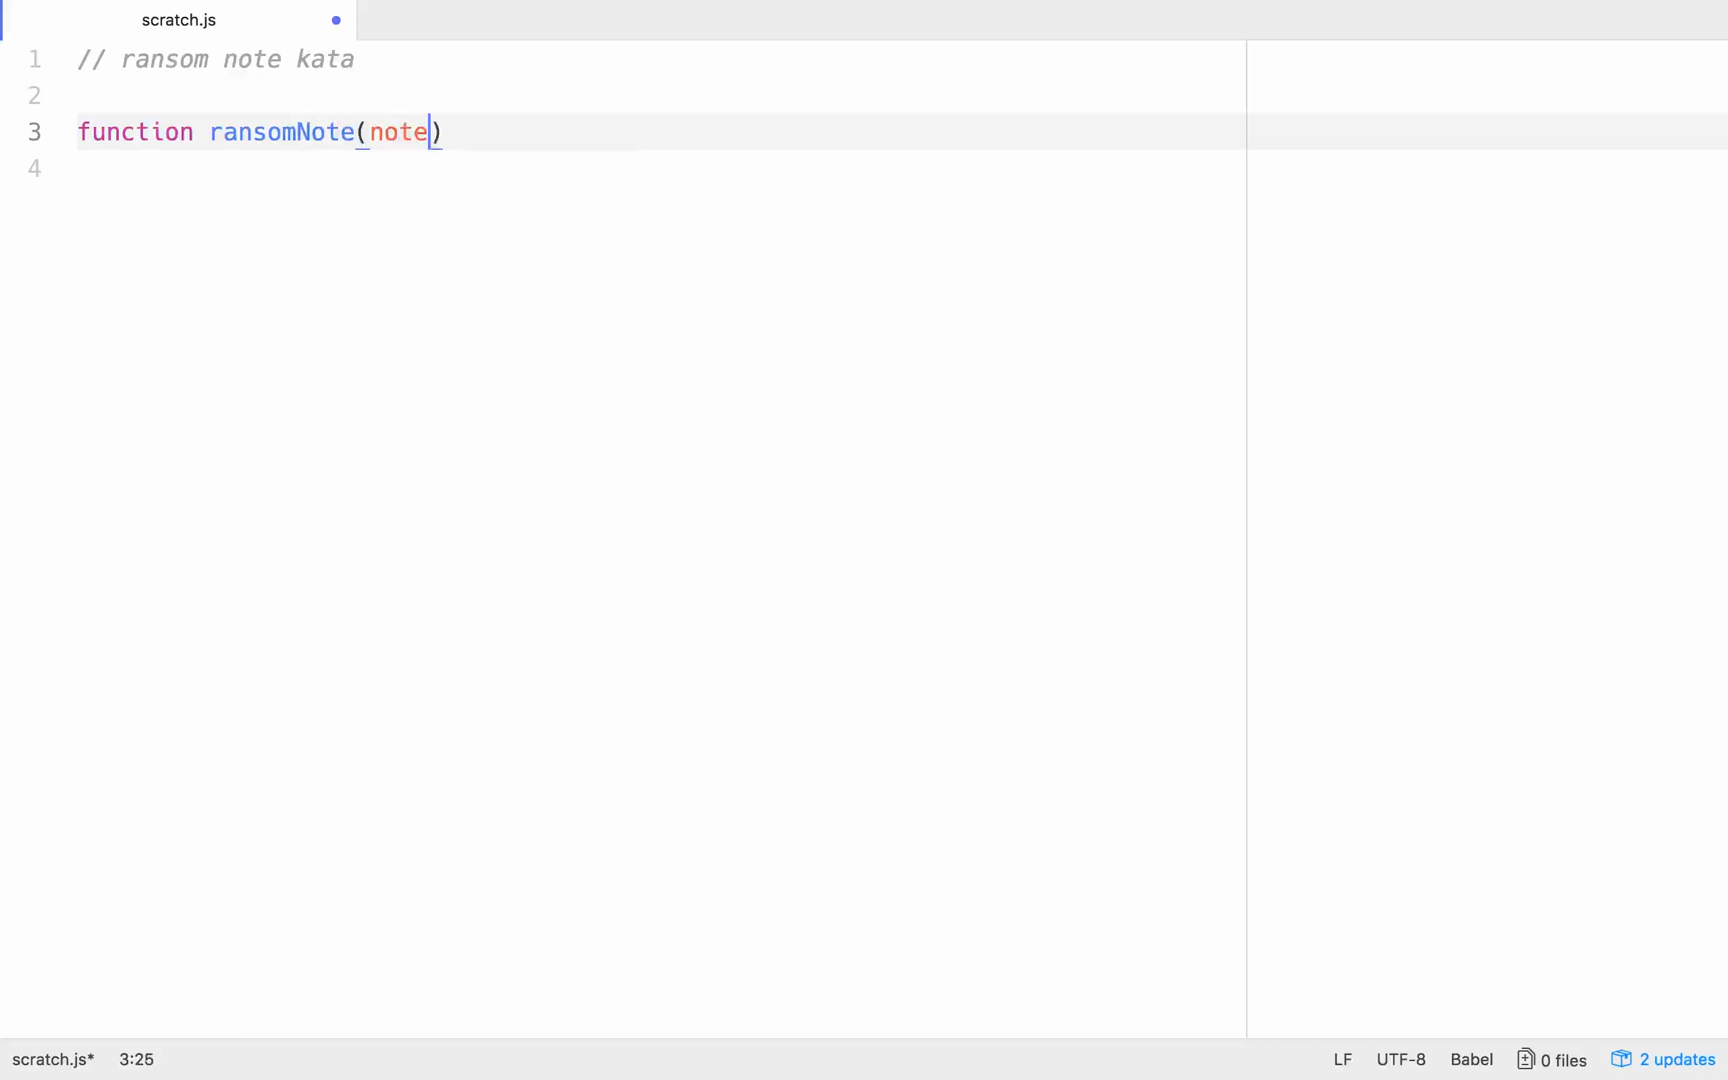 scratch.js
1 // ransom note kata
2
3 function ransomNote(note)
4
scratch.js* 3:25 LF UTF-8 Babel 0 files 2 updates